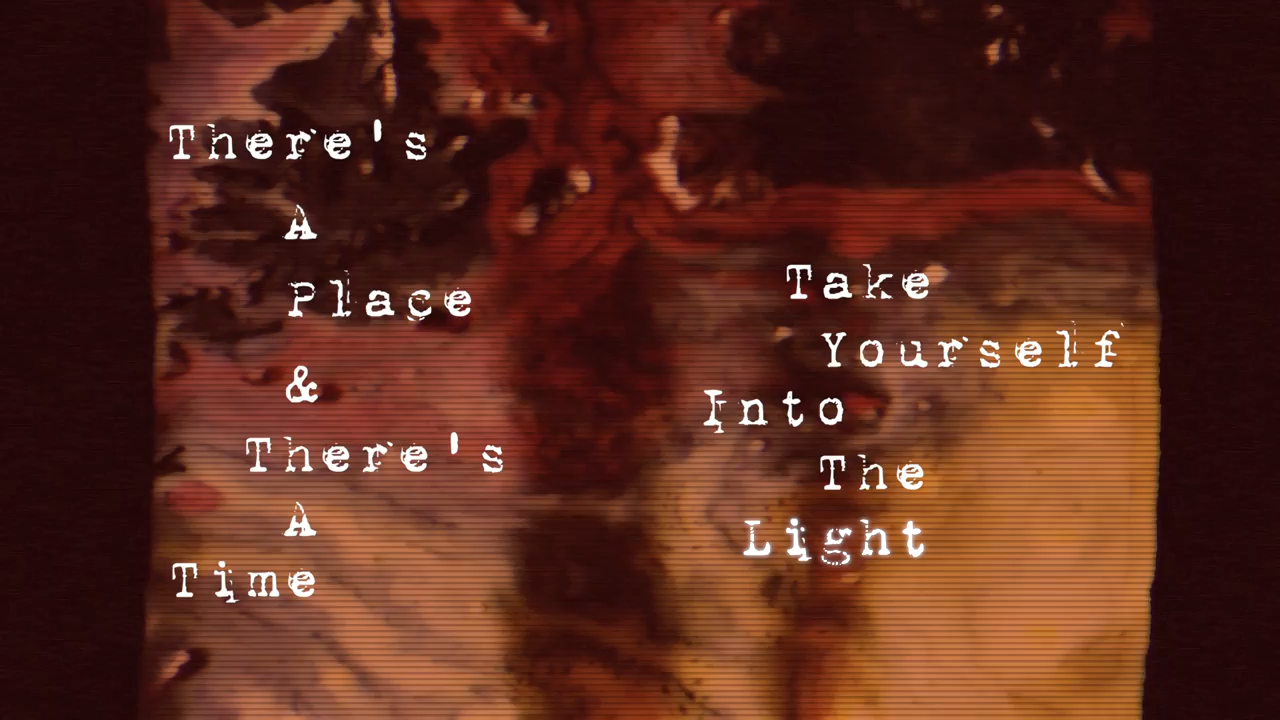 There's
A
Place
&
There's
A
Time
Take
Yourself
Into
The
Light